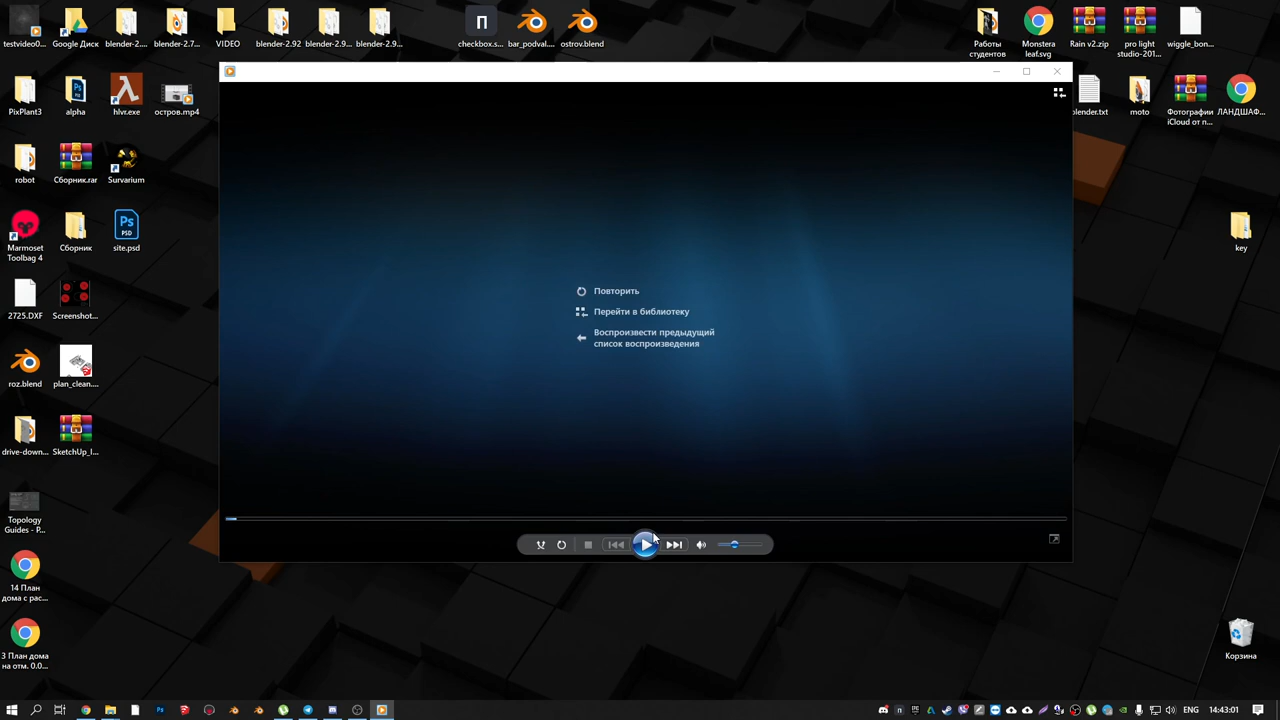 testvideo0...
Google Диск
blender-2....
blender-2.7...
VIDEO
blender-2.92
blender-2.9...
blender-2.9...
П
checkbox.s...
bar_podval....
ostrov.blend
Работы
студентов
Monstera
leaf.svg
Rain v2.zip
pro light
studio-201...
wiggle_bon...
PixPlant3
Ps
alpha
hlvr.exe
остров.mp4
blender.txt
moto
Фотографии
iCloud от п...
ЛАНДШАФ...
robot
Сборник.rar
Survarium
Marmoset
Toolbag 4
Сборник
Ps
PSD
site.psd
key
Повторить
Перейти в библиотеку
Воспроизвести предыдущий
список воспроизведения
2725.DXF
Screenshot...
roz.blend
plan_clean....
drive-down...
SketchUp_I...
Topology
Guides - P...
14 План
дома с рас...
3 План дома
на отм. 0.0...
Корзина
ENG
14:43:01